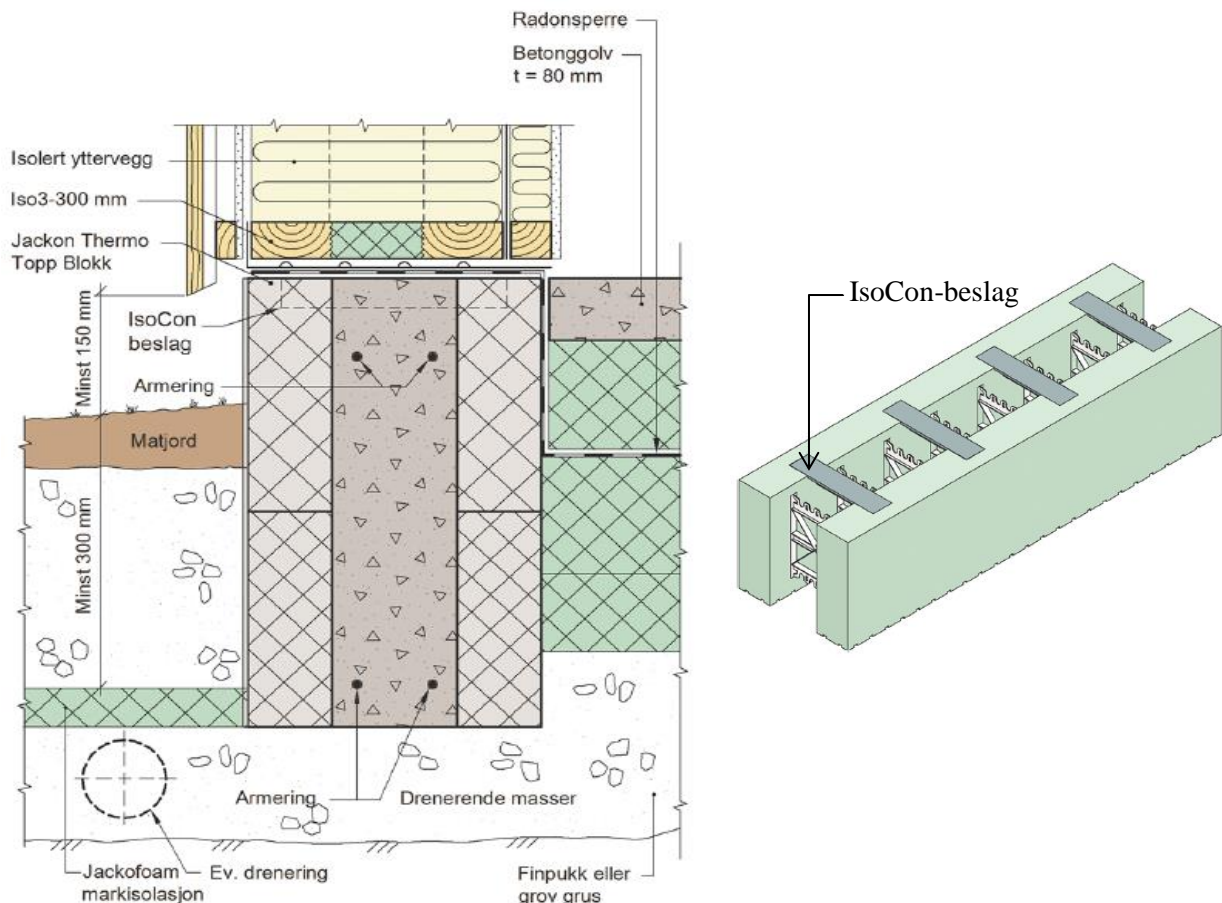 Radonsperre
Betonggolv
t = 80 mm
Isolert yttervegg
Iso3-300 mm
Jackon Thermo
Topp Blokk
IsoCon
beslag
Minst 150 mm
Armering
Matjord
Minst 300 mm
Armering
Drenerende masser
Jackofoam
markisolasjon
Ev. drenering
Finpukk eller
grov grus
IsoCon-beslag